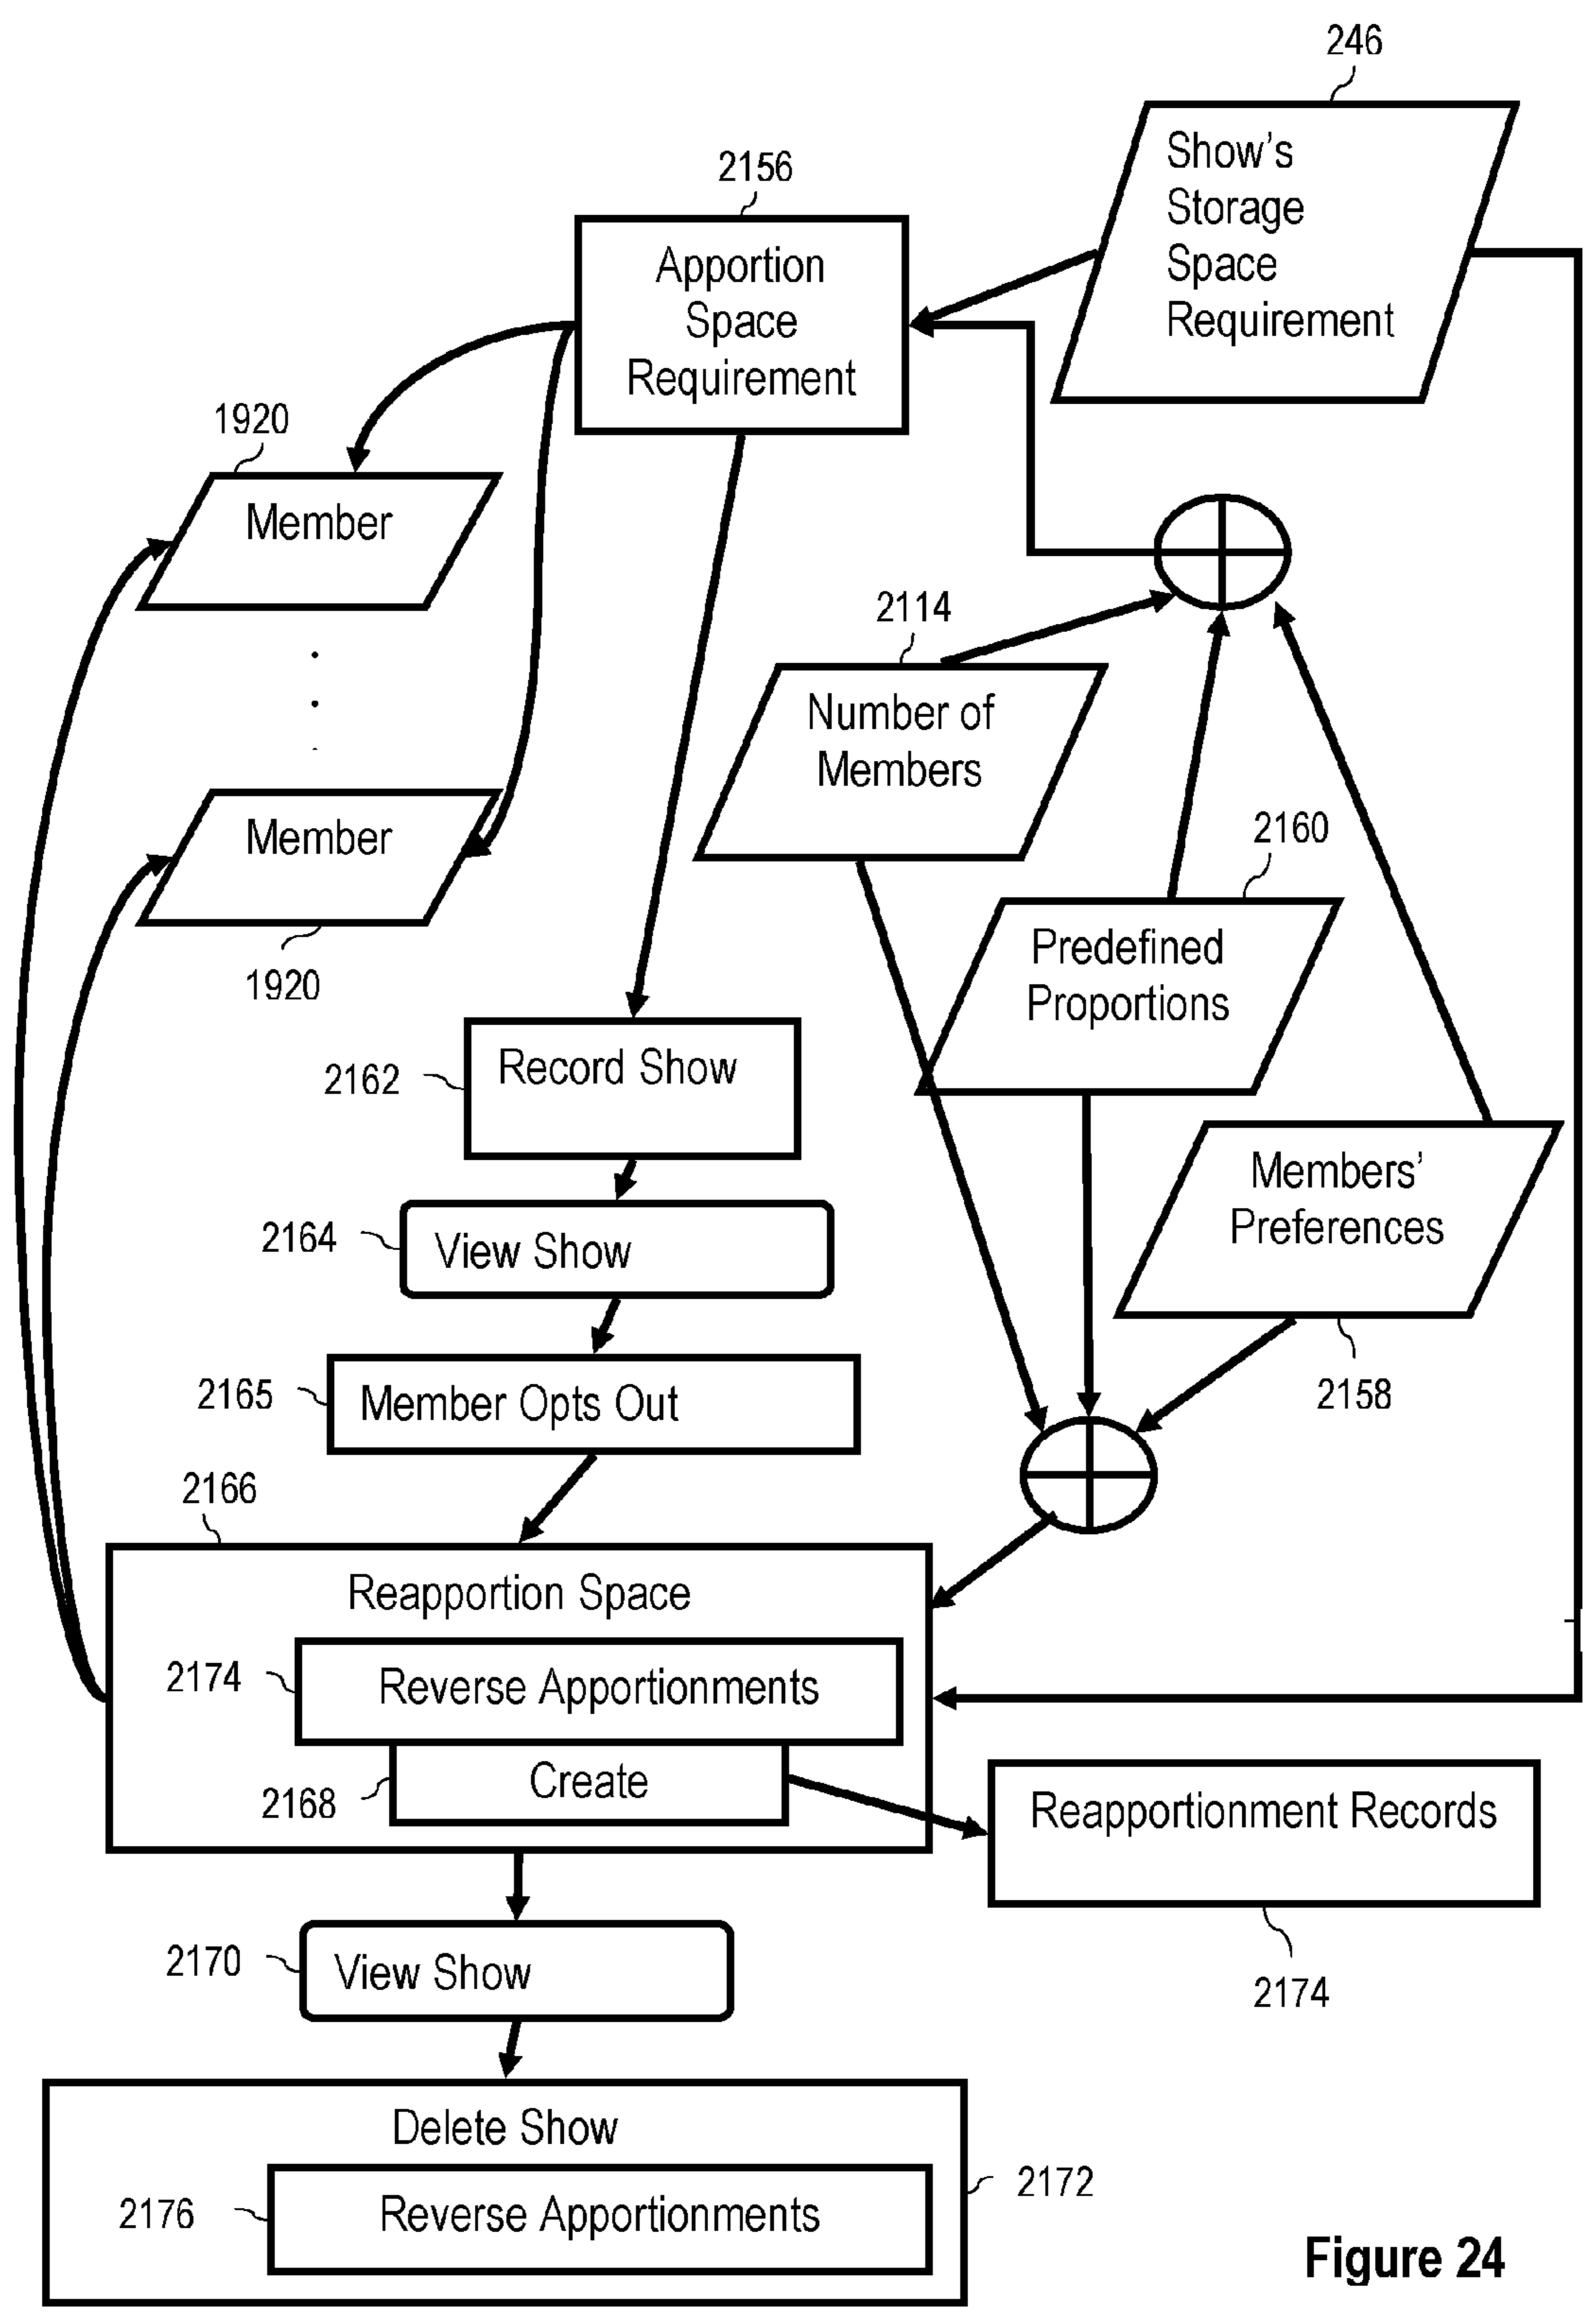 246
Show's
Storage
Space
Requirement
2156
Apportion
Space
Requirement
1920
Member
2114
Number of
Members
Member
1920
2160
Predefined
Proportions
Record Show
2162
Members'
Preferences
2158
2164
View Show
2165
Member Opts Out
2166
Reapportion Space
2174
Reverse Apportionments
2168
Create
Reapportionment Records
2174
2170
View Show
Delete Show
2172
2176
Reverse Apportionments
Figure 24